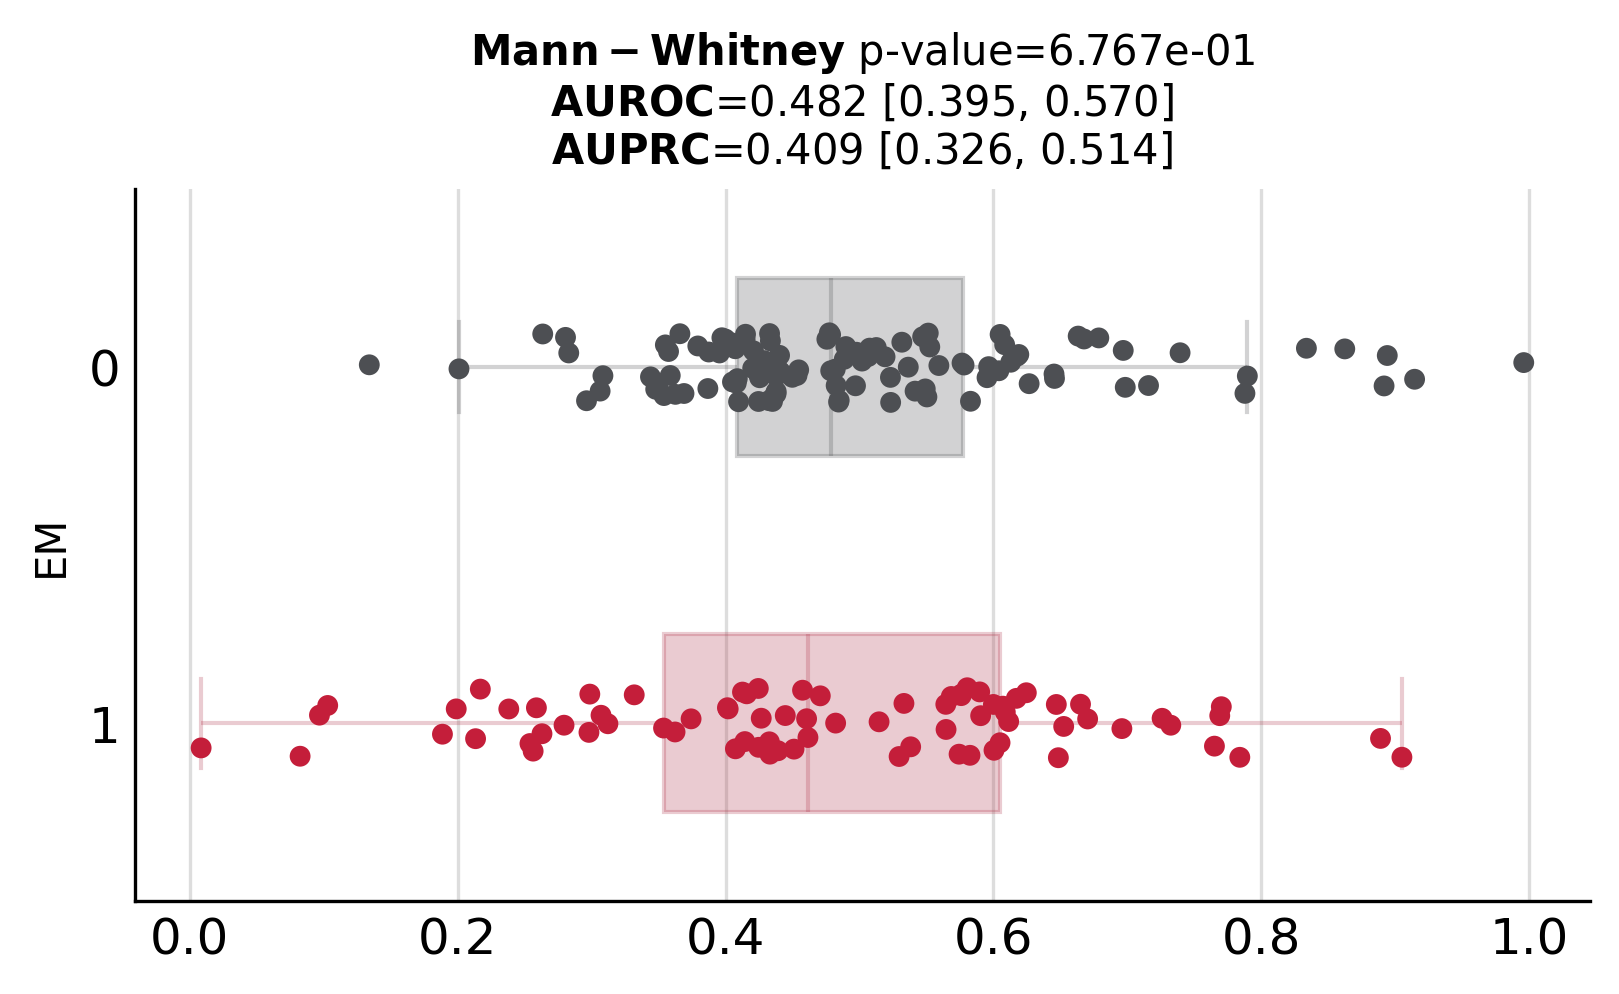 Mann − Whitney p-value=6.767e-01
AUROC=0.482 [0.395, 0.570]
AUPRC=0.409 [0.326, 0.514]
0
EM
1
0.0 0.2 0.4 0.6 0.8 1.0